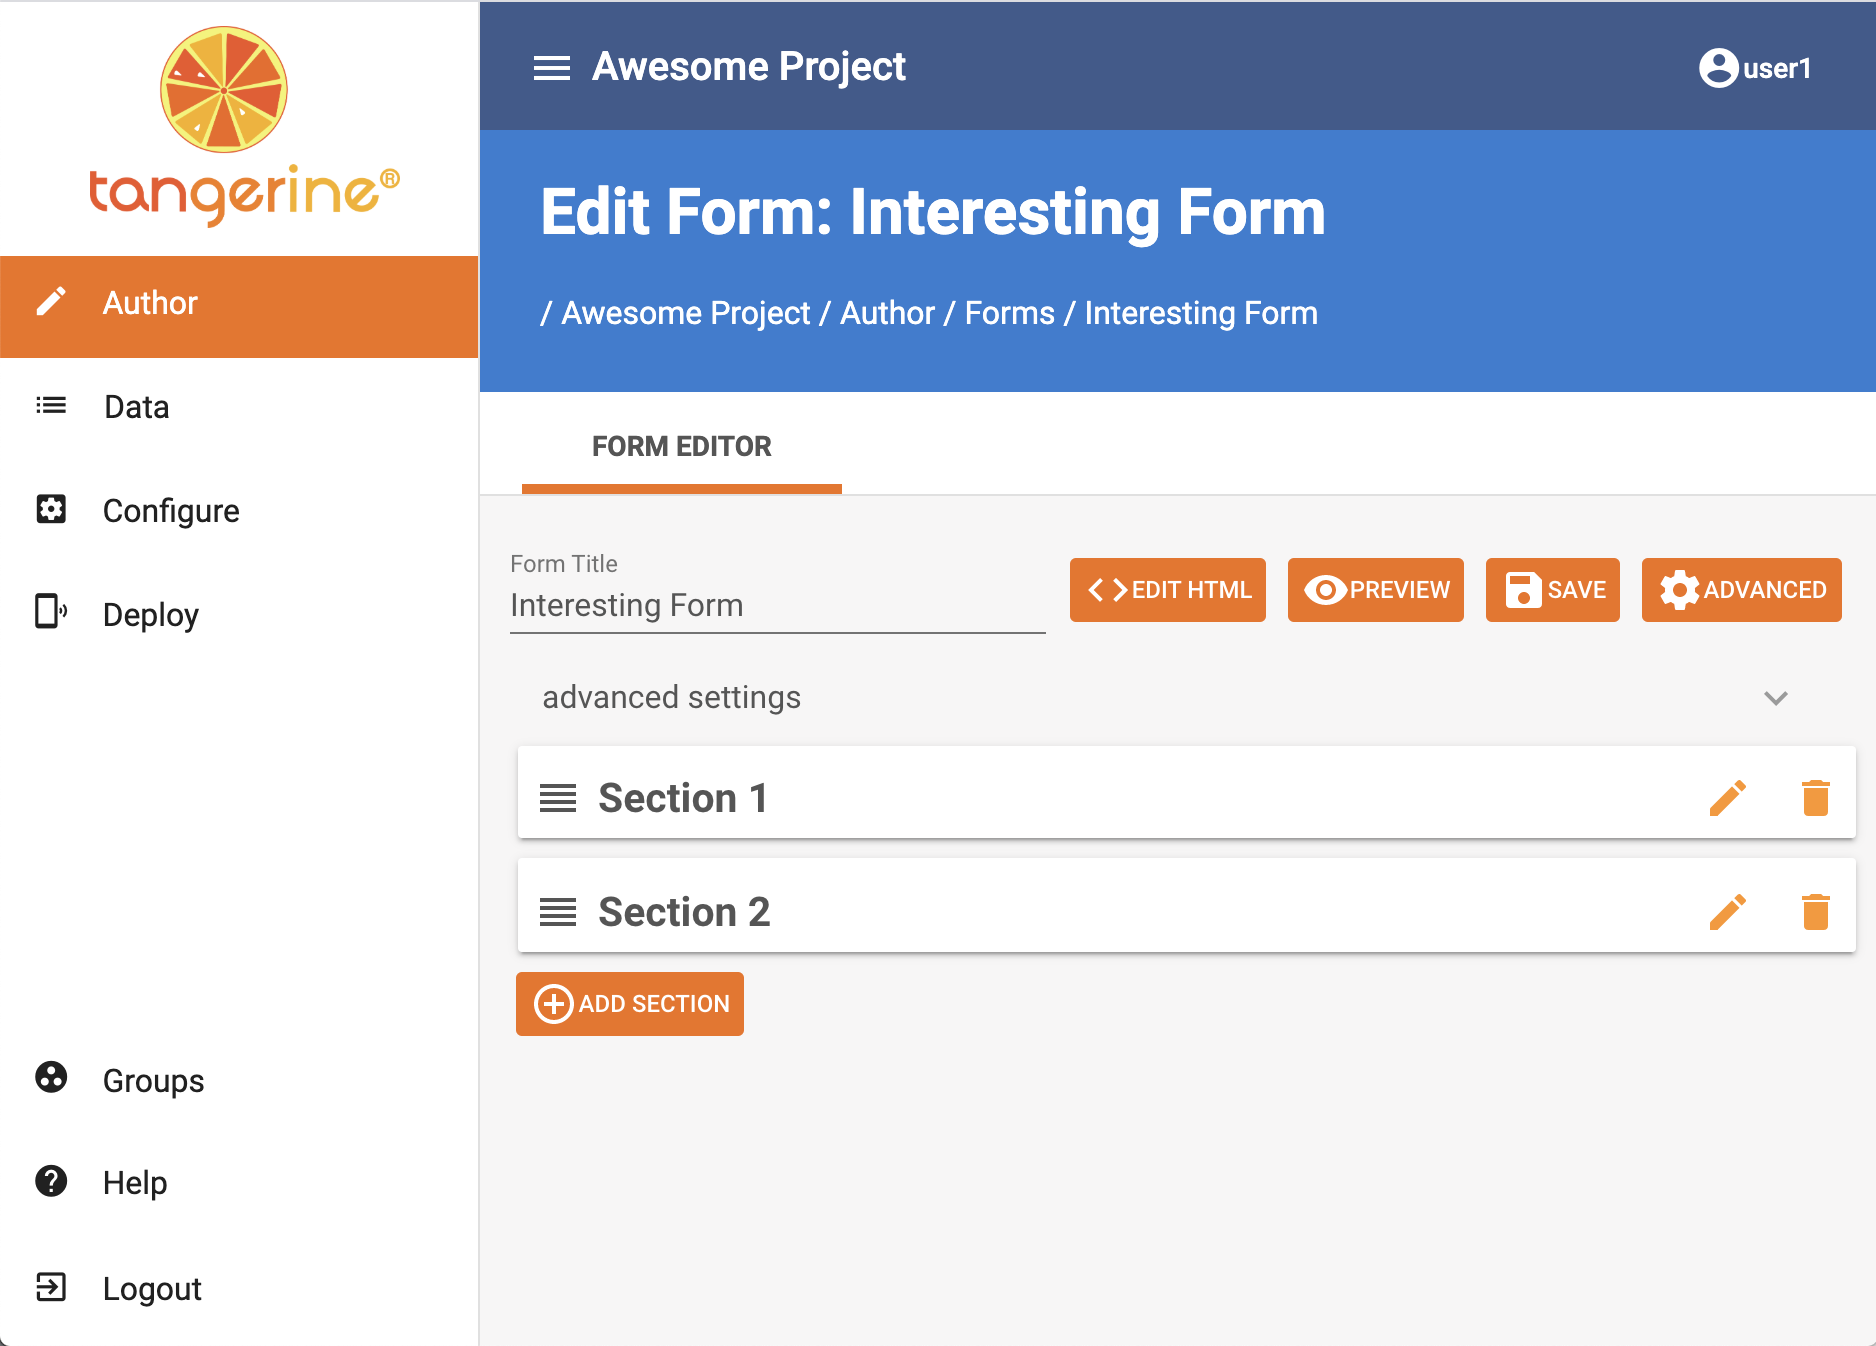 tangerine®
Author
Data
Configure
Deploy
Groups
Help
Logout
Awesome Project
user1
Edit Form: Interesting Form
/ Awesome Project / Author / Forms / Interesting Form
FORM EDITOR
Form Title
Interesting Form
EDIT HTML
PREVIEW
SAVE
ADVANCED
advanced settings
Section 1
Section 2
ADD SECTION